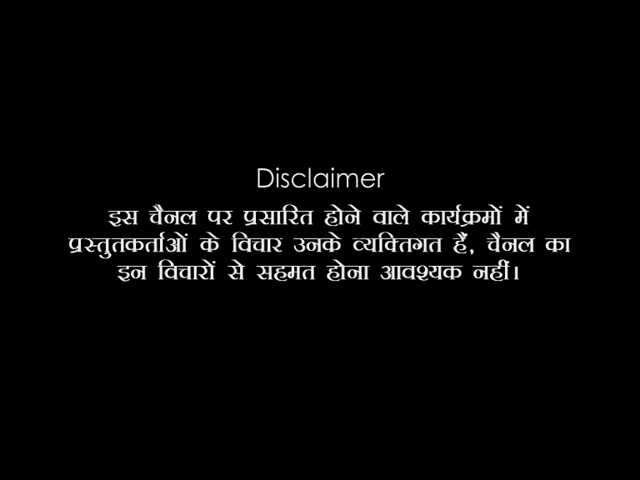 Disclaimer
इस चैनल पर प्रसारित होने वाले कार्यक्रमों में
प्रस्तुतकर्ताओं के विचार उनके व्यक्तिगत हैं, चैनल का
इन विचारों से सहमत होना आवश्यक नहीं।